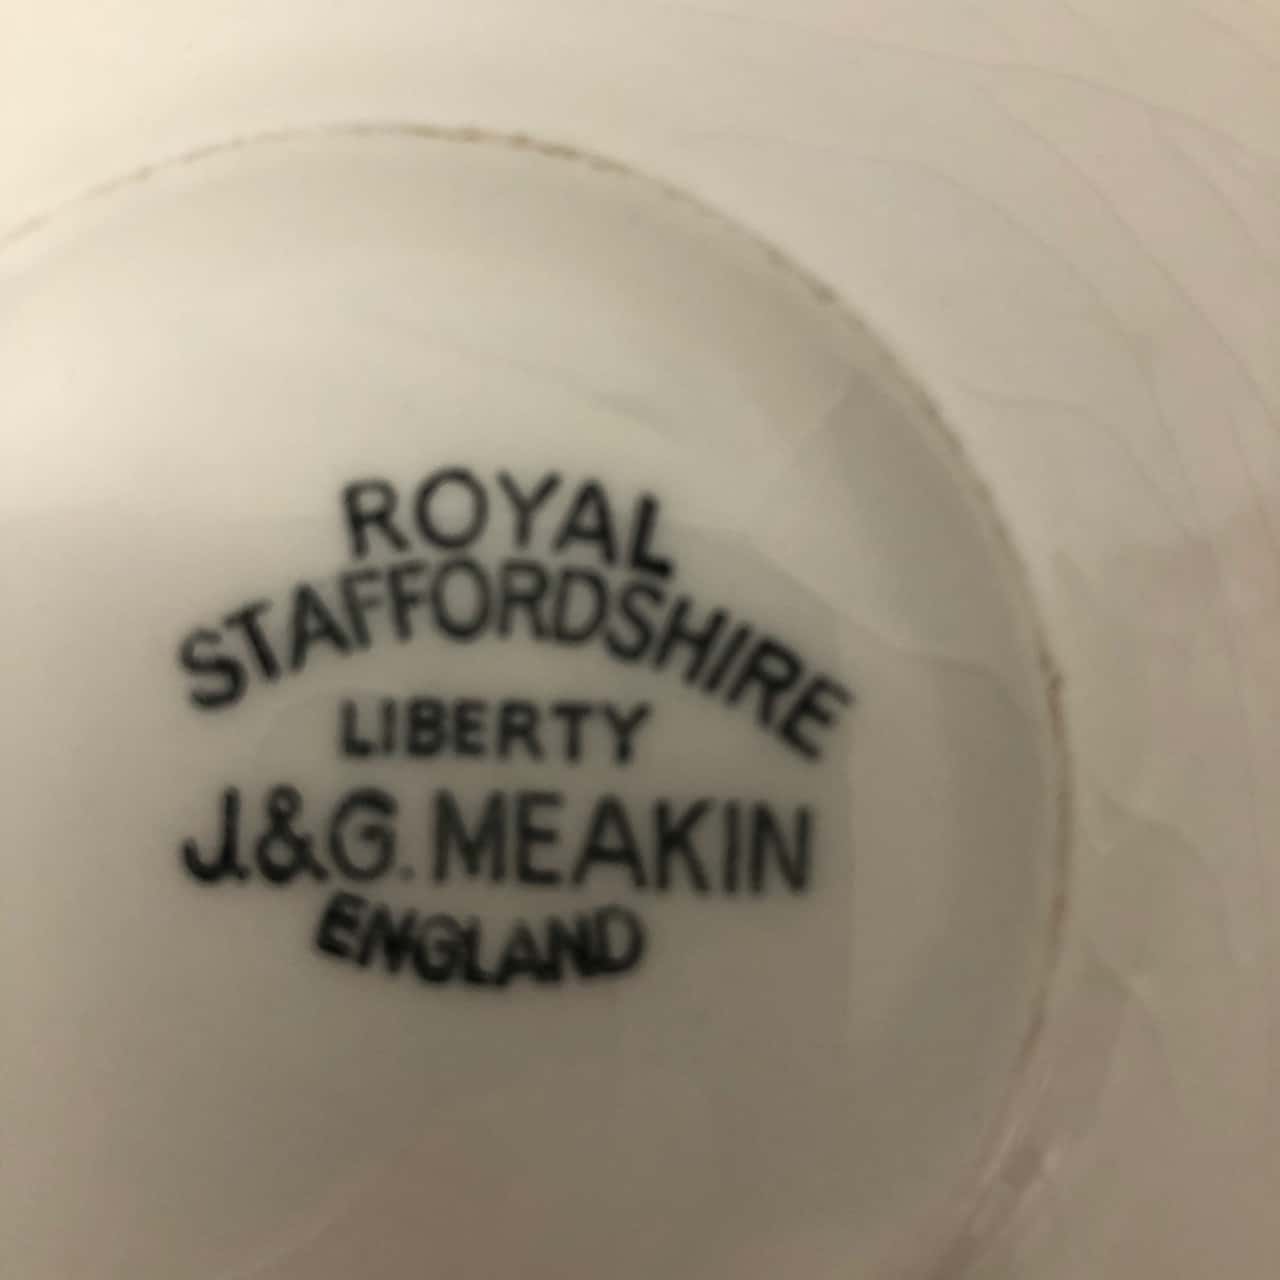 ROYAL
STAFFORDSHIRE
LIBERTY
J.&G. MEAKIN
ENGLAND